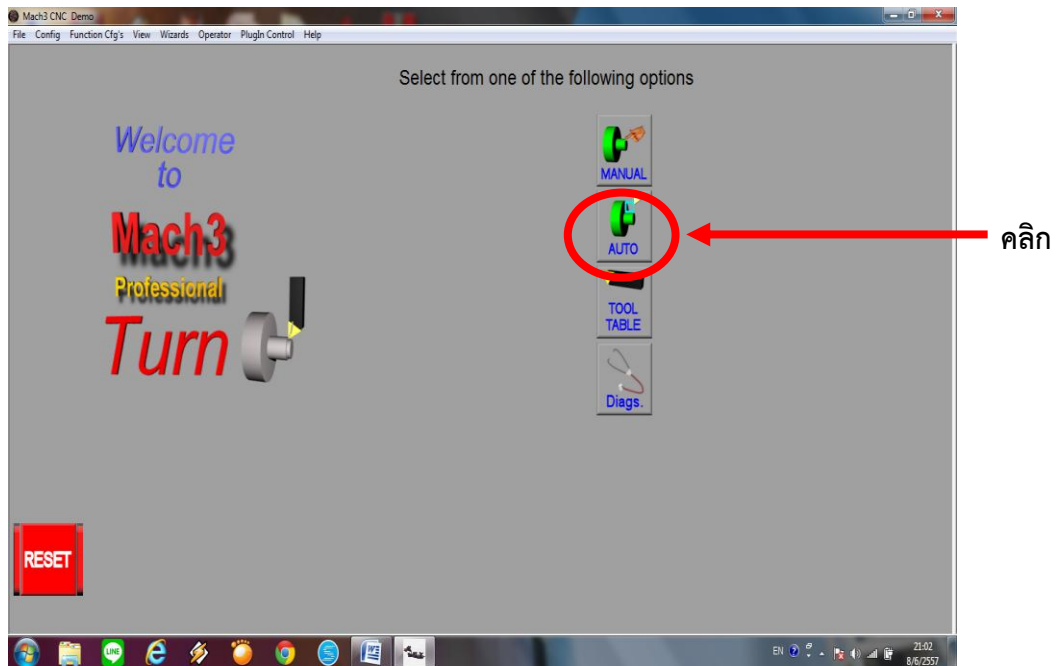 Mach3 CNC Demo
File Config Function Cfg's View Wizards Operator PlugIn Control Help
Select from one of the following options
Welcome
to
Mach3
Professional
Turn
MANUAL
AUTO
คลิก
TOOL
TABLE
Diags.
RESET
LINE
W
EN
21:02
8/6/2557